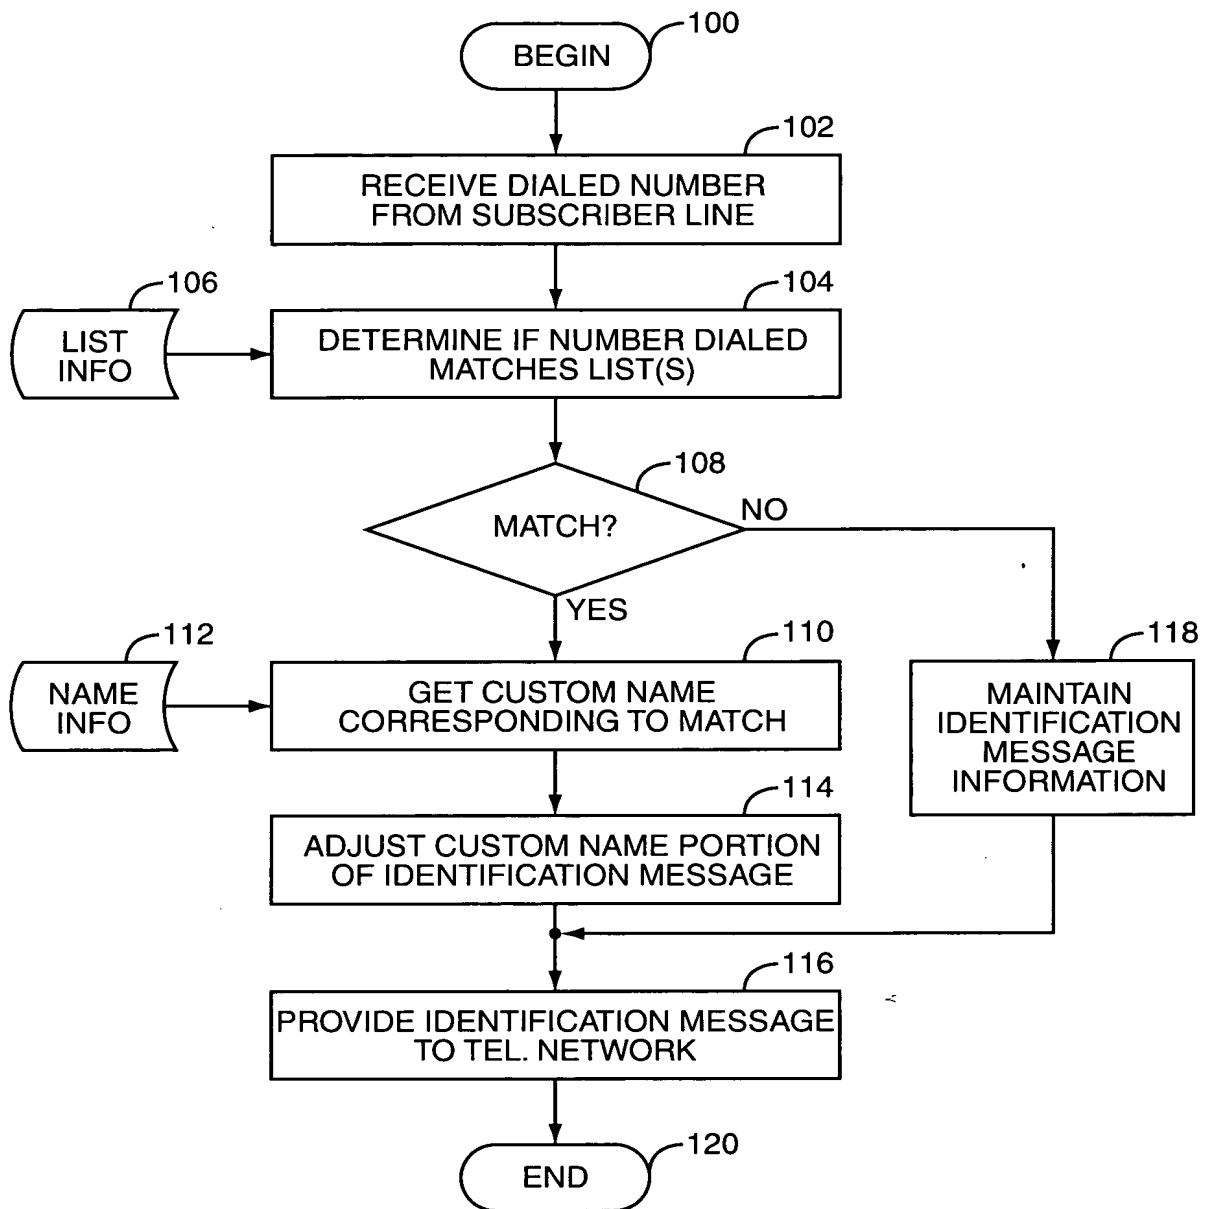 100
BEGIN
102
RECEIVE DIALED NUMBER
FROM SUBSCRIBER LINE
106
LIST
INFO
104
DETERMINE IF NUMBER DIALED
MATCHES LIST(S)
108
MATCH?
NO
YES
112
NAME
INFO
110
GET CUSTOM NAME
CORRESPONDING TO MATCH
118
MAINTAIN
IDENTIFICATION
MESSAGE
INFORMATION
114
ADJUST CUSTOM NAME PORTION
OF IDENTIFICATION MESSAGE
116
PROVIDE IDENTIFICATION MESSAGE
TO TEL. NETWORK
120
END